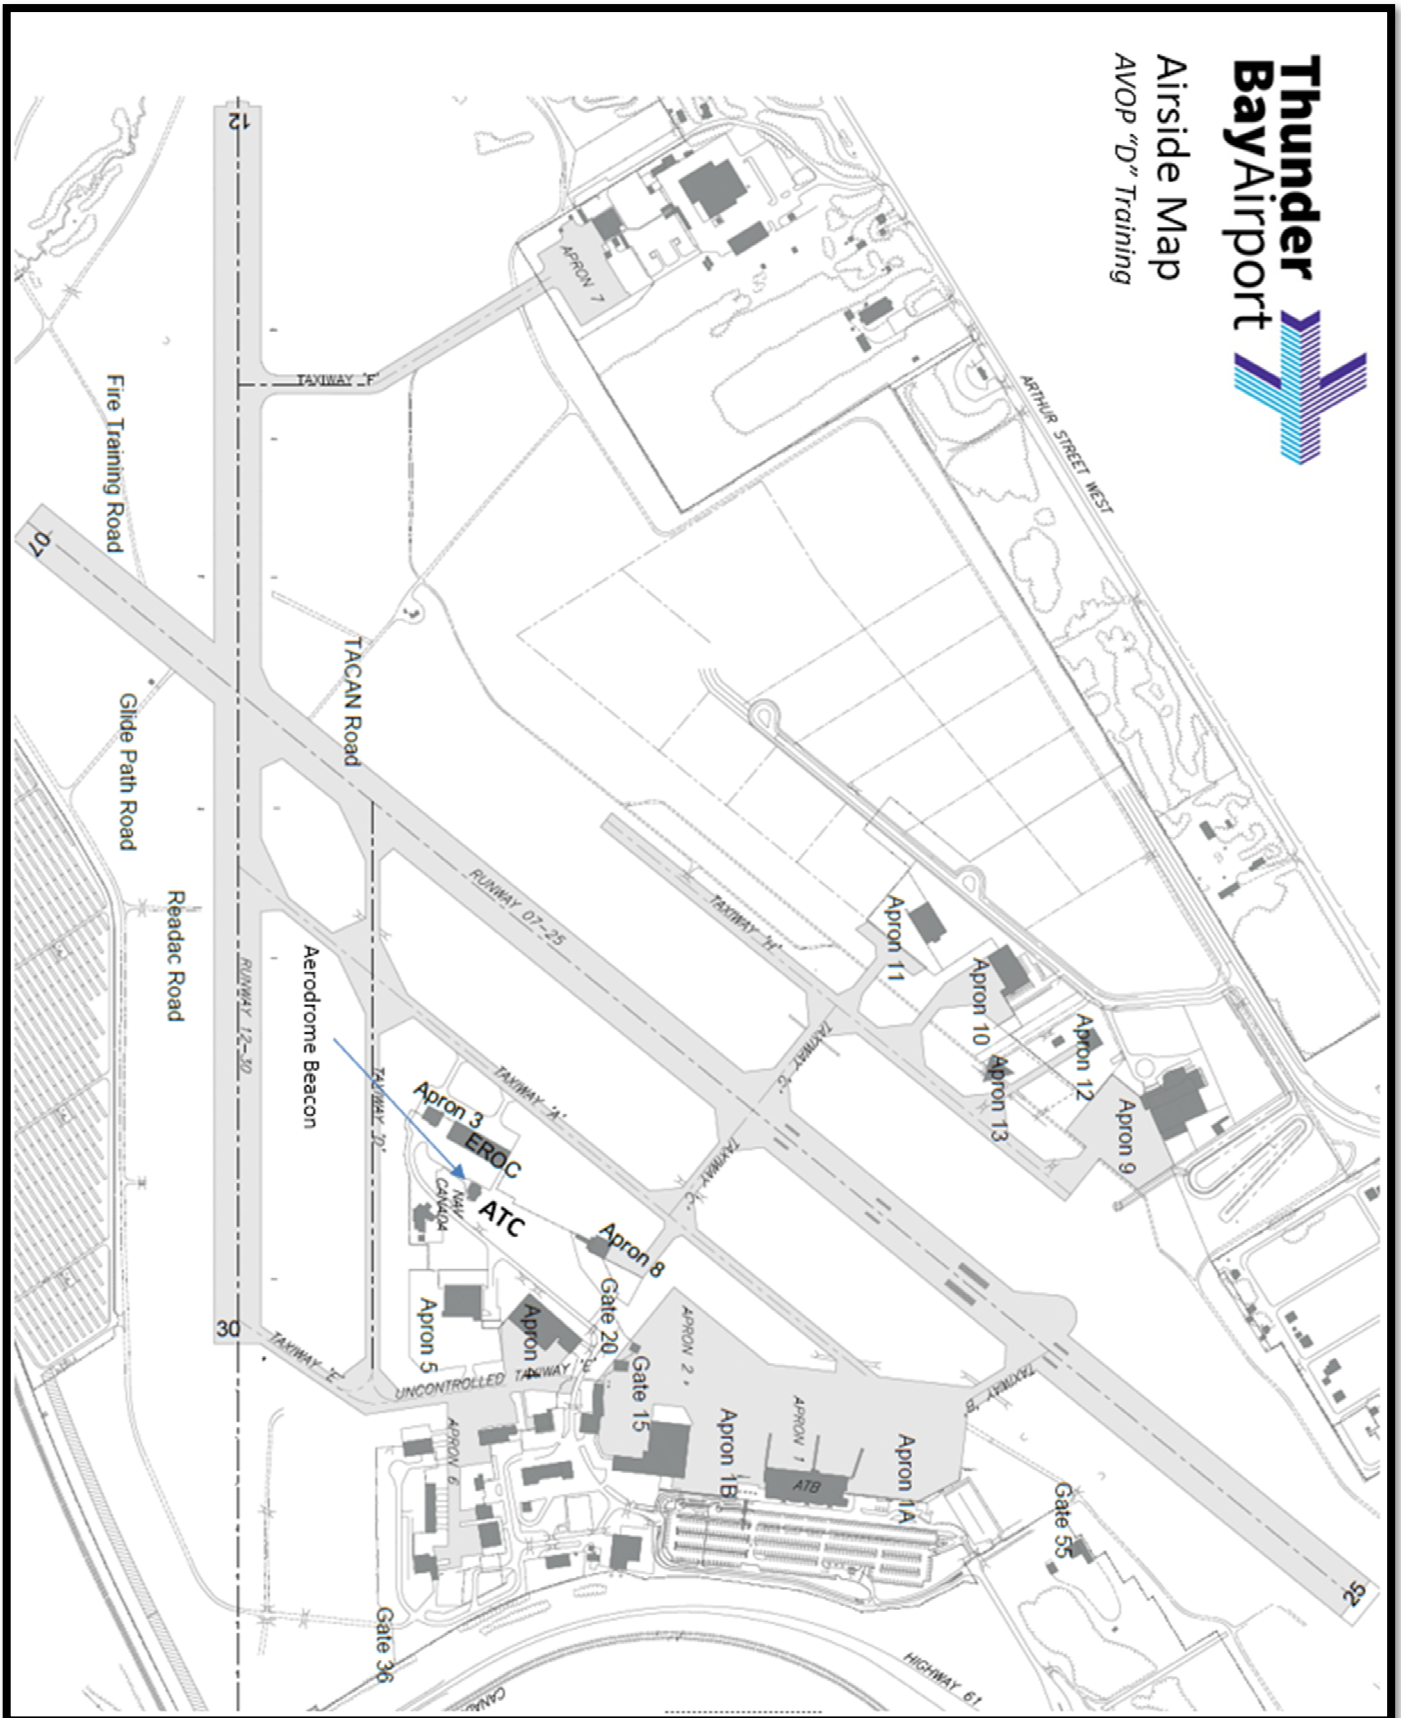 Thunder
BayAirport
Airside Map
AVOP "D" Training
ARTHUR STREET WEST
12
APRON 7
TAXIWAY 'F'
Fire Training Road
07
TACAN Road
Glide Path Road
Readac Road
RUNWAY 07-25
TAXIWAY 'H'
Apron 11
Apron 10
Apron 12
Apron 13
Apron 9
TAXIWAY 'C'
TAXIWAY 'C'
RUNWAY 12-30
Aerodrome Beacon
TAXIWAY 'D'
TAXIWAY 'A'
Apron 3
EROC
NAV
CANADA
ATC
Apron 8
Gate 20
Apron 5
Apron 4
Gate 15
APRON 2
30
TAXIWAY 'E'
UNCONTROLLED TAXIWAY 'G'
APRON 6
Apron 1B
APRON 1
ATB
Apron 1A
TAXIWAY 'B'
Gate 55
25
Gate 36
HIGHWAY 61